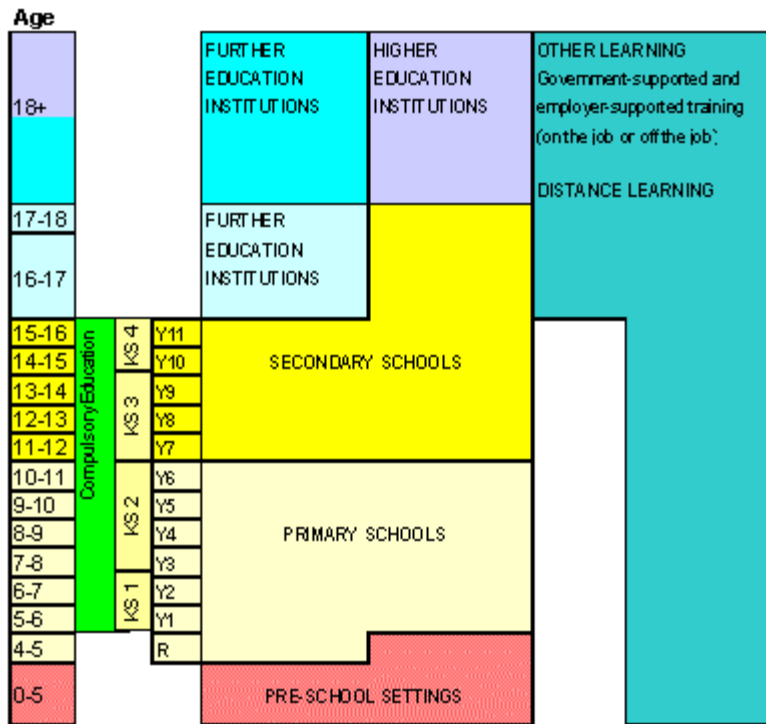 Age
18+
17-18
16-17
15-16
14-15
13-14
12-13
11-12
10-11
9-10
8-9
7-8
6-7
5-6
4-5
0-5
Compulsory Education
KS 4
KS 3
KS 2
KS 1
Y11
Y10
Y9
Y8
Y7
Y6
Y5
Y4
Y3
Y2
Y1
R
FURTHER
EDUCATION
INSTITUTIONS
HIGHER
EDUCATION
INSTITUTIONS
OTHER LEARNING
Government-supported and
employer-supported training
(on the job or off the job)
DISTANCE LEARNING
FURTHER
EDUCATION
INSTITUTIONS
SECONDARY SCHOOLS
PRIMARY SCHOOLS
PRE-SCHOOL SETTINGS